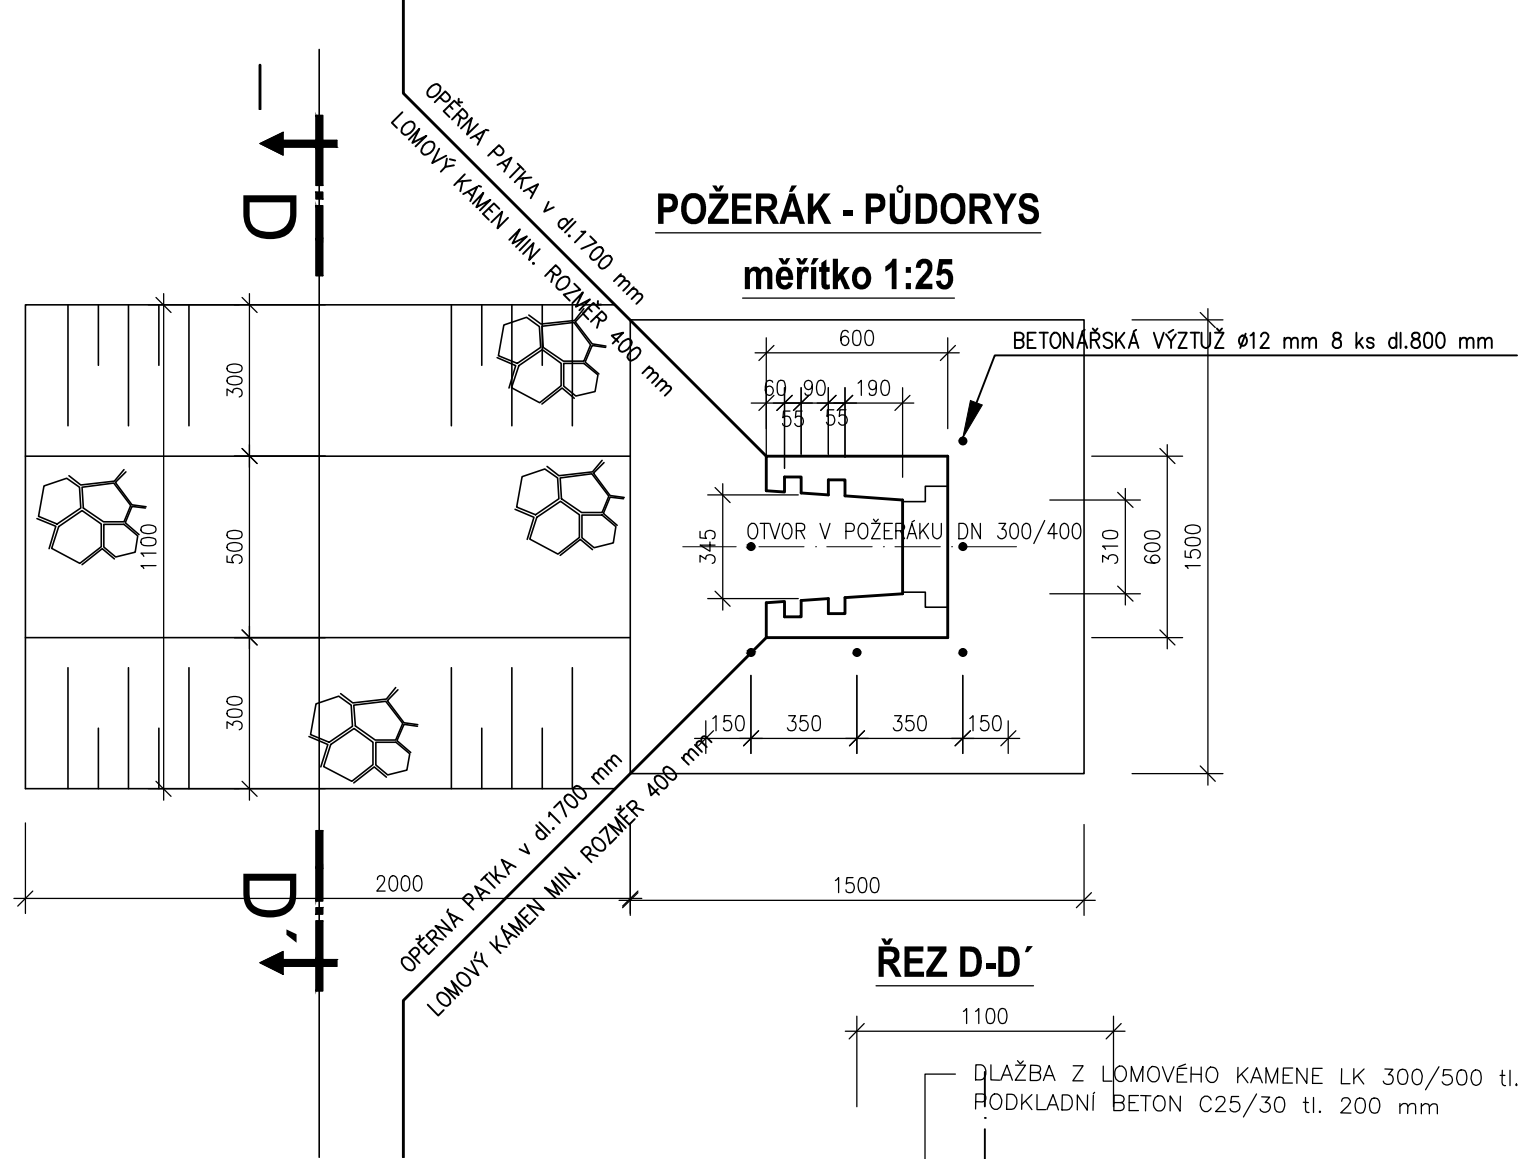 OPĚRNÁ PATKA v dl.1700 mm
LOMOVÝ KÁMEN MIN. ROZMĚR 400 mm
D
POŽERÁK - PŮDORYS
měřítko 1:25
BETONÁŘSKÁ VÝZTUŽ ø12 mm 8 ks dl.800 mm
600
60
90
190
55
55
300
500
300
1100
345
OTVOR V POŽERÁKU DN 300/400
310
600
1500
150
350
350
150
OPĚRNÁ PATKA v dl.1700 mm
LOMOVÝ KÁMEN MIN. ROZMĚR 400 mm
2000
1500
D´
ŘEZ D-D´
1100
DLAŽBA Z LOMOVÉHO KAMENE LK 300/500 tl.
PODKLADNÍ BETON C25/30 tl. 200 mm